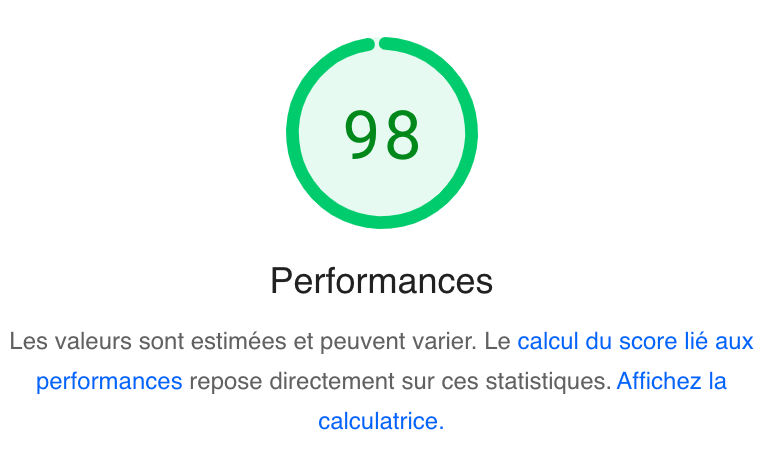 98
Performances
Les valeurs sont estimées et peuvent varier. Le calcul du score lié aux
performances repose directement sur ces statistiques. Affichez la
calculatrice.